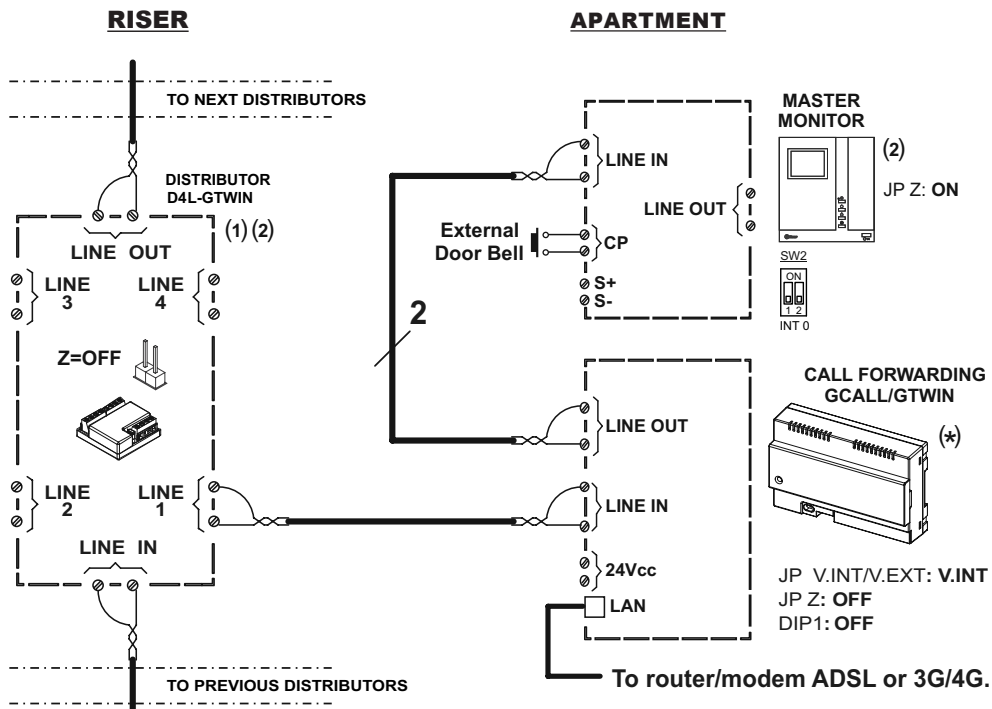 RISER
APARTMENT
TO NEXT DISTRIBUTORS
DISTRIBUTOR
D4L-GTWIN
(1) (2)
LINE OUT
LINE
3
LINE
4
Z=OFF
LINE
2
LINE
1
LINE IN
TO PREVIOUS DISTRIBUTORS
LINE IN
LINE OUT
External
Door Bell
CP
S+
S-
2
MASTER
MONITOR
(2)
JP Z: ON
SW2
ON
1 2
INT 0
LINE OUT
LINE IN
24Vcc
LAN
CALL FORWARDING
GCALL/GTWIN
(*)
JP V.INT/V.EXT: V.INT
JP Z: OFF
DIP1: OFF
To router/modem ADSL or 3G/4G.